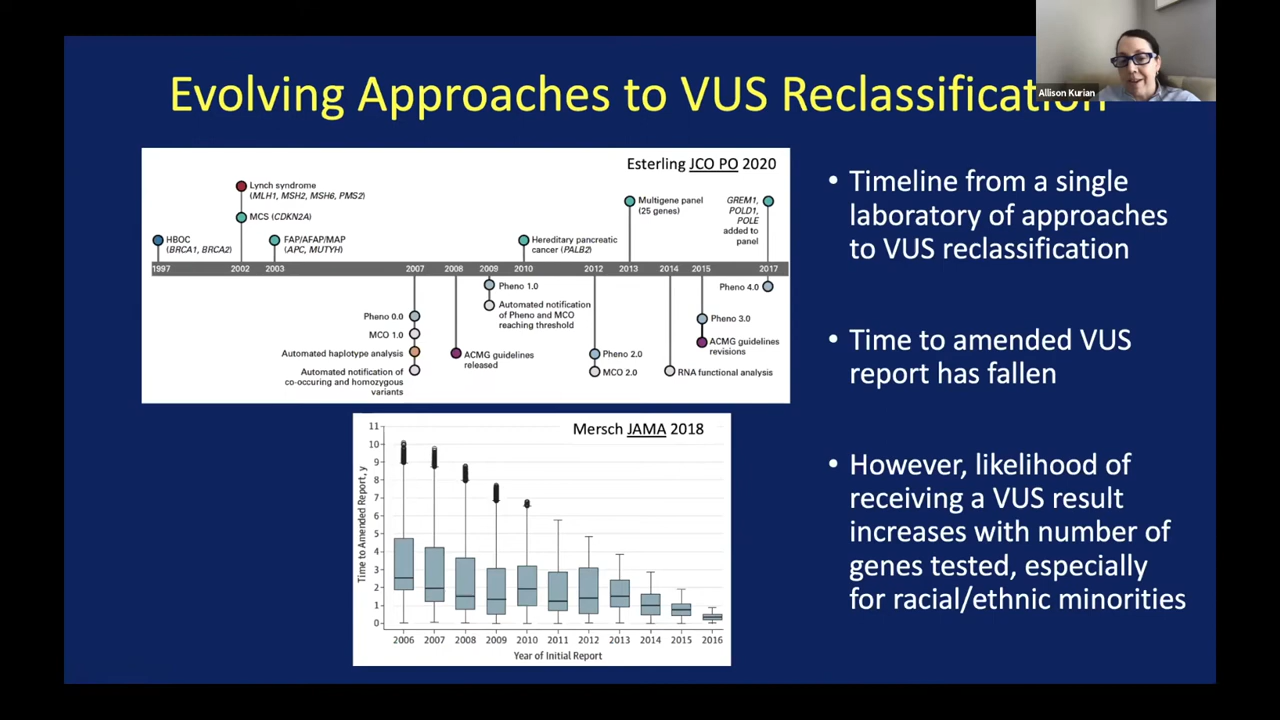 Evolving Approaches to VUS Reclassification
Allison Kurian
Esterling JCO PO 2020
Lynch syndrome
(MLH1, MSH2, MSH6, PMS2)
MCS (CDKN2A)
HBOC
(BRCA1, BRCA2)
FAP/AFAP/MAP
(APC, MUTYH)
Hereditary pancreatic
cancer (PALB2)
Multigene panel
(25 genes)
GREM1,
POLD1,
POLE
added to
panel
1997 2002 2003 2007 2008 2009 2010 2012 2013 2014 2015 2017
Pheno 0.0
MCO 1.0
Automated haplotype analysis
Automated notification of
co-occuring and homozygous
variants
ACMG guidelines
released
Pheno 1.0
Automated notification
of Pheno and MCO
reaching threshold
Pheno 2.0
MCO 2.0
RNA functional analysis
Pheno 3.0
ACMG guidelines
revisions
Pheno 4.0
Mersch JAMA 2018
Time to Amended Report, y
11
10
9
8
7
6
5
4
3
2
1
0
2006 2007 2008 2009 2010 2011 2012 2013 2014 2015 2016
Year of Initial Report
• Timeline from a single
laboratory of approaches
to VUS reclassification
• Time to amended VUS
report has fallen
• However, likelihood of
receiving a VUS result
increases with number of
genes tested, especially
for racial/ethnic minorities